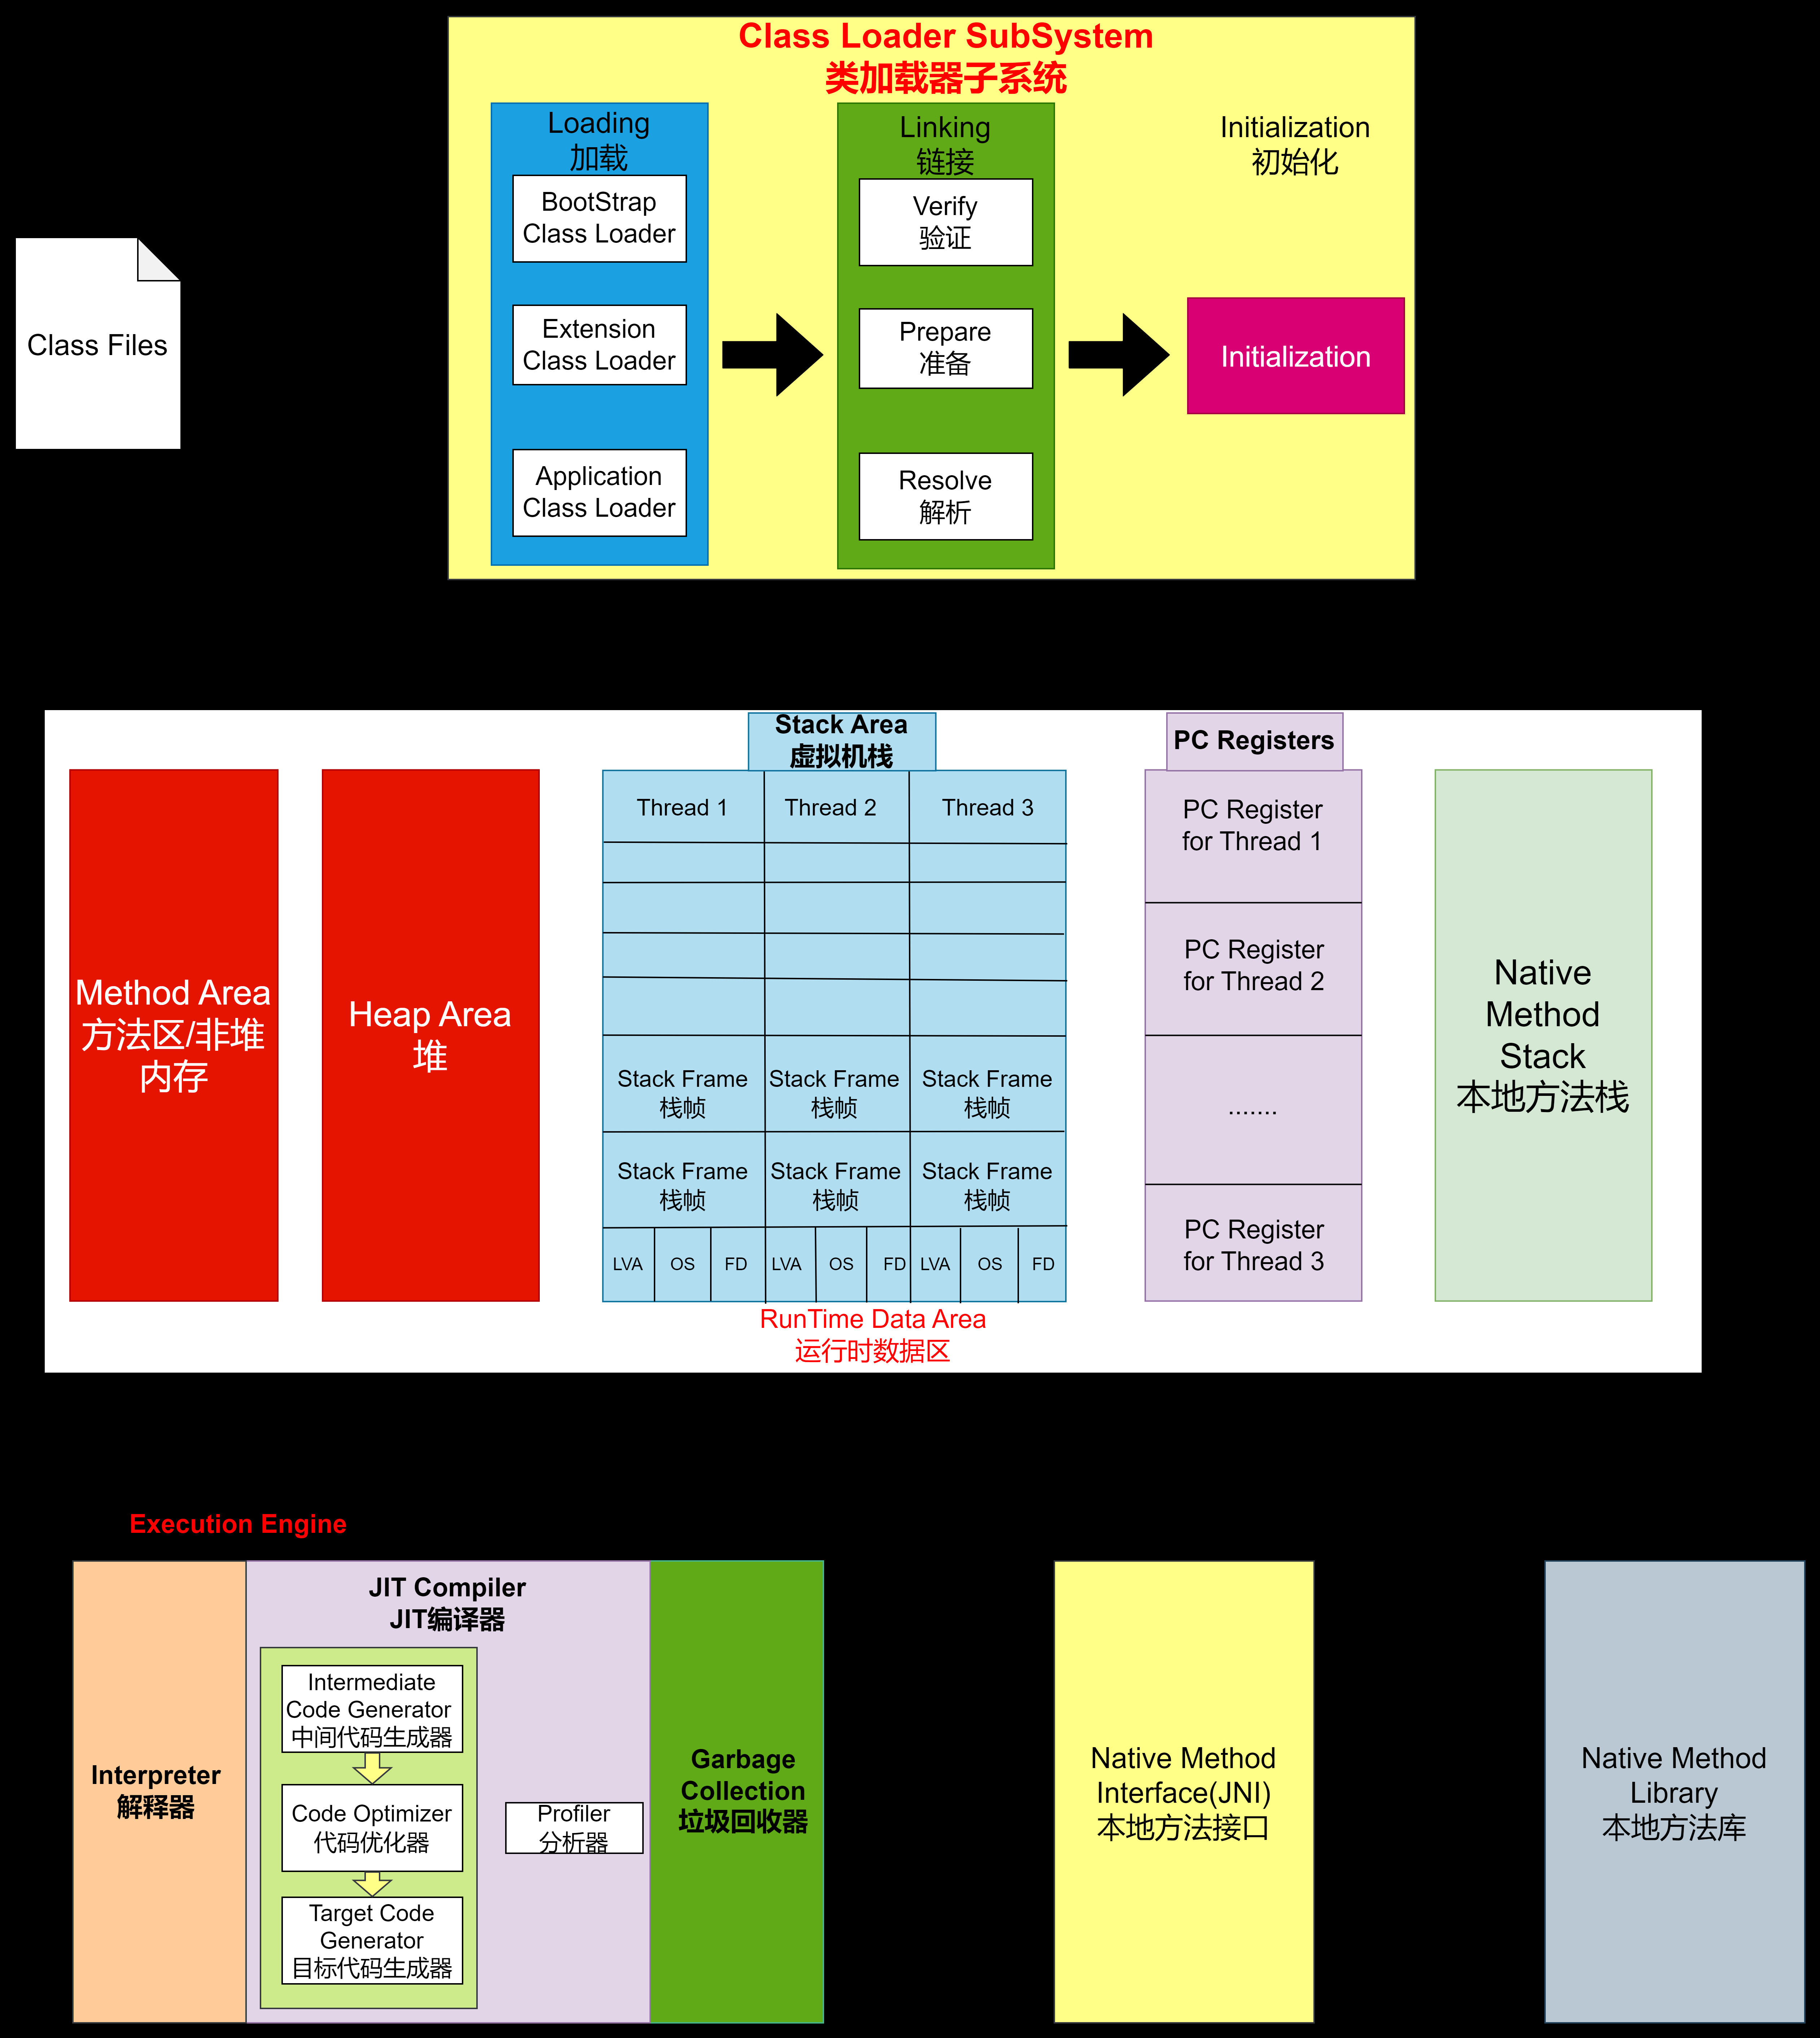 Class Loader SubSystem
类加载器子系统
Loading
加载
BootStrap
Class Loader
Extension
Class Loader
Application
Class Loader
Linking
链接
Verify
验证
Prepare
准备
Resolve
解析
Initialization
初始化
Initialization
Class Files
Method Area
方法区/非堆
内存
Heap Area
堆
Stack Area
虚拟机栈
Thread 1
Thread 2
Thread 3
Stack Frame
栈帧
Stack Frame
栈帧
Stack Frame
栈帧
Stack Frame
栈帧
Stack Frame
栈帧
Stack Frame
栈帧
LVA
OS
FD
LVA
OS
FD
LVA
OS
FD
PC Registers
PC Register
for Thread 1
PC Register
for Thread 2
.......
PC Register
for Thread 3
Native
Method
Stack
本地方法栈
RunTime Data Area
运行时数据区
Execution Engine
Interpreter
解释器
JIT Compiler
JIT编译器
Intermediate
Code Generator
中间代码生成器
Code Optimizer
代码优化器
Target Code
Generator
目标代码生成器
Profiler
分析器
Garbage
Collection
垃圾回收器
Native Method
Interface(JNI)
本地方法接口
Native Method
Library
本地方法库